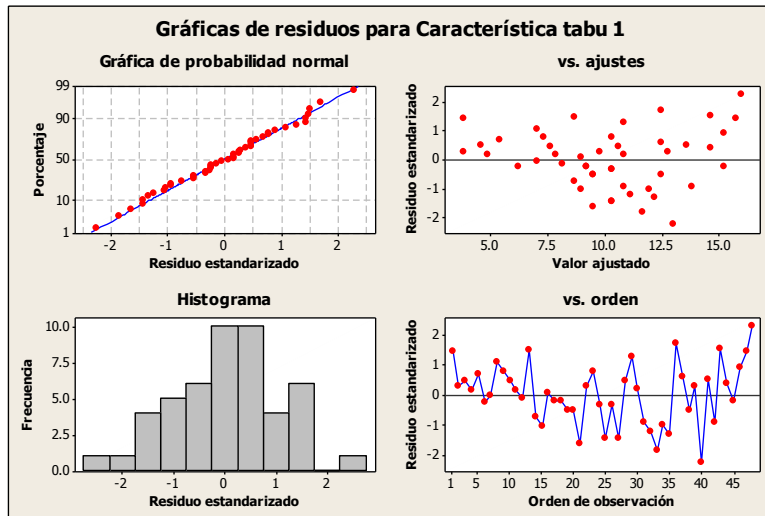 Gráficas de residuos para Característica tabu 1
Gráfica de probabilidad normal
99
90
50
10
1
Porcentaje
-2 -1 0 1 2
Residuo estandarizado
vs. ajustes
2
1
0
-1
-2
Residuo estandarizado
5.0 7.5 10.0 12.5 15.0
Valor ajustado
Histograma
10.0
7.5
5.0
2.5
0.0
Frecuencia
-2 -1 0 1 2
Residuo estandarizado
vs. orden
2
1
0
-1
-2
Residuo estandarizado
1 5 10 15 20 25 30 35 40 45
Orden de observación